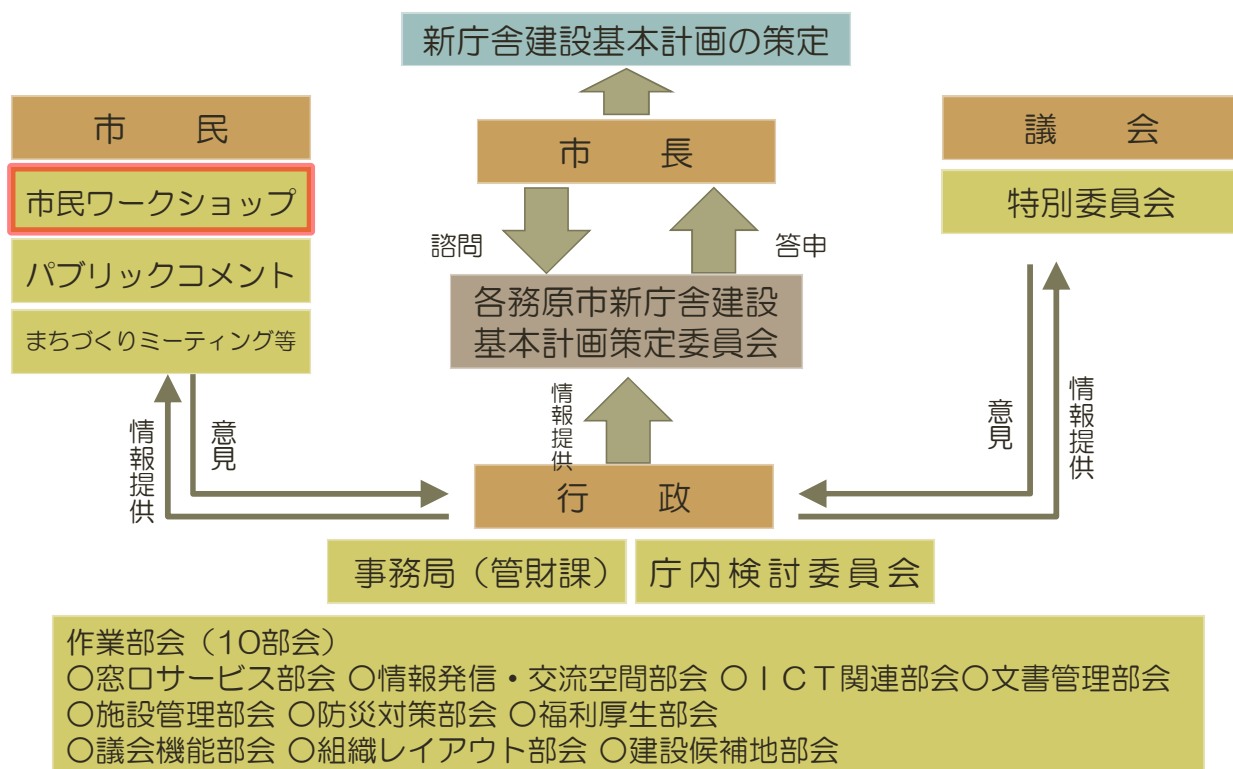 新庁舎建設基本計画の策定
市　　民
市民ワークショップ
パブリックコメント
まちづくりミーティング等
情報提供
意見
市　　長
諮問
答申
各務原市新庁舎建設
基本計画策定委員会
情報提供
行　　政
議　　会
特別委員会
意見
情報提供
事務局（管財課）
庁内検討委員会
作業部会（10部会）
○窓口サービス部会 ○情報発信・交流空間部会 ○ＩＣＴ関連部会○文書管理部会
○施設管理部会 ○防災対策部会 ○福利厚生部会
○議会機能部会 ○組織レイアウト部会 ○建設候補地部会